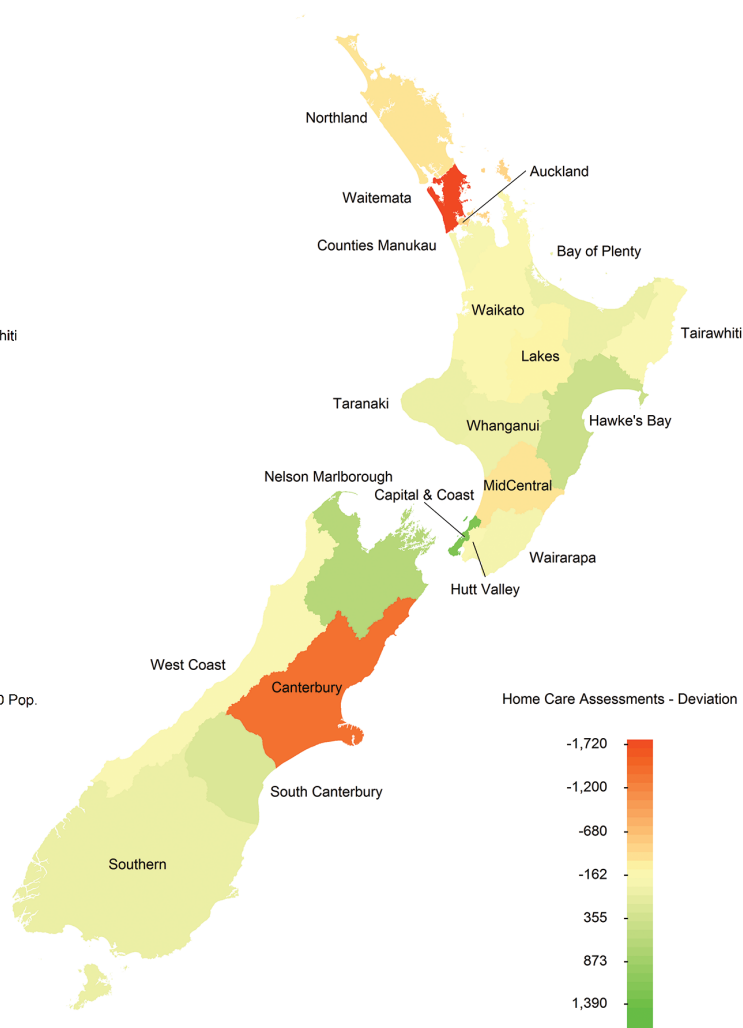 Northland
Auckland
Waitemata
Counties Manukau
Bay of Plenty
Waikato
hiti
Tairawhiti
Lakes
Taranaki
Hawke's Bay
Whanganui
Nelson Marlborough
MidCentral
Capital & Coast
Wairarapa
Hutt Valley
West Coast
Canterbury
0 Pop.
Home Care Assessments - Deviation
-1,720
-1,200
South Canterbury
-680
Southern
-162
355
873
1,390